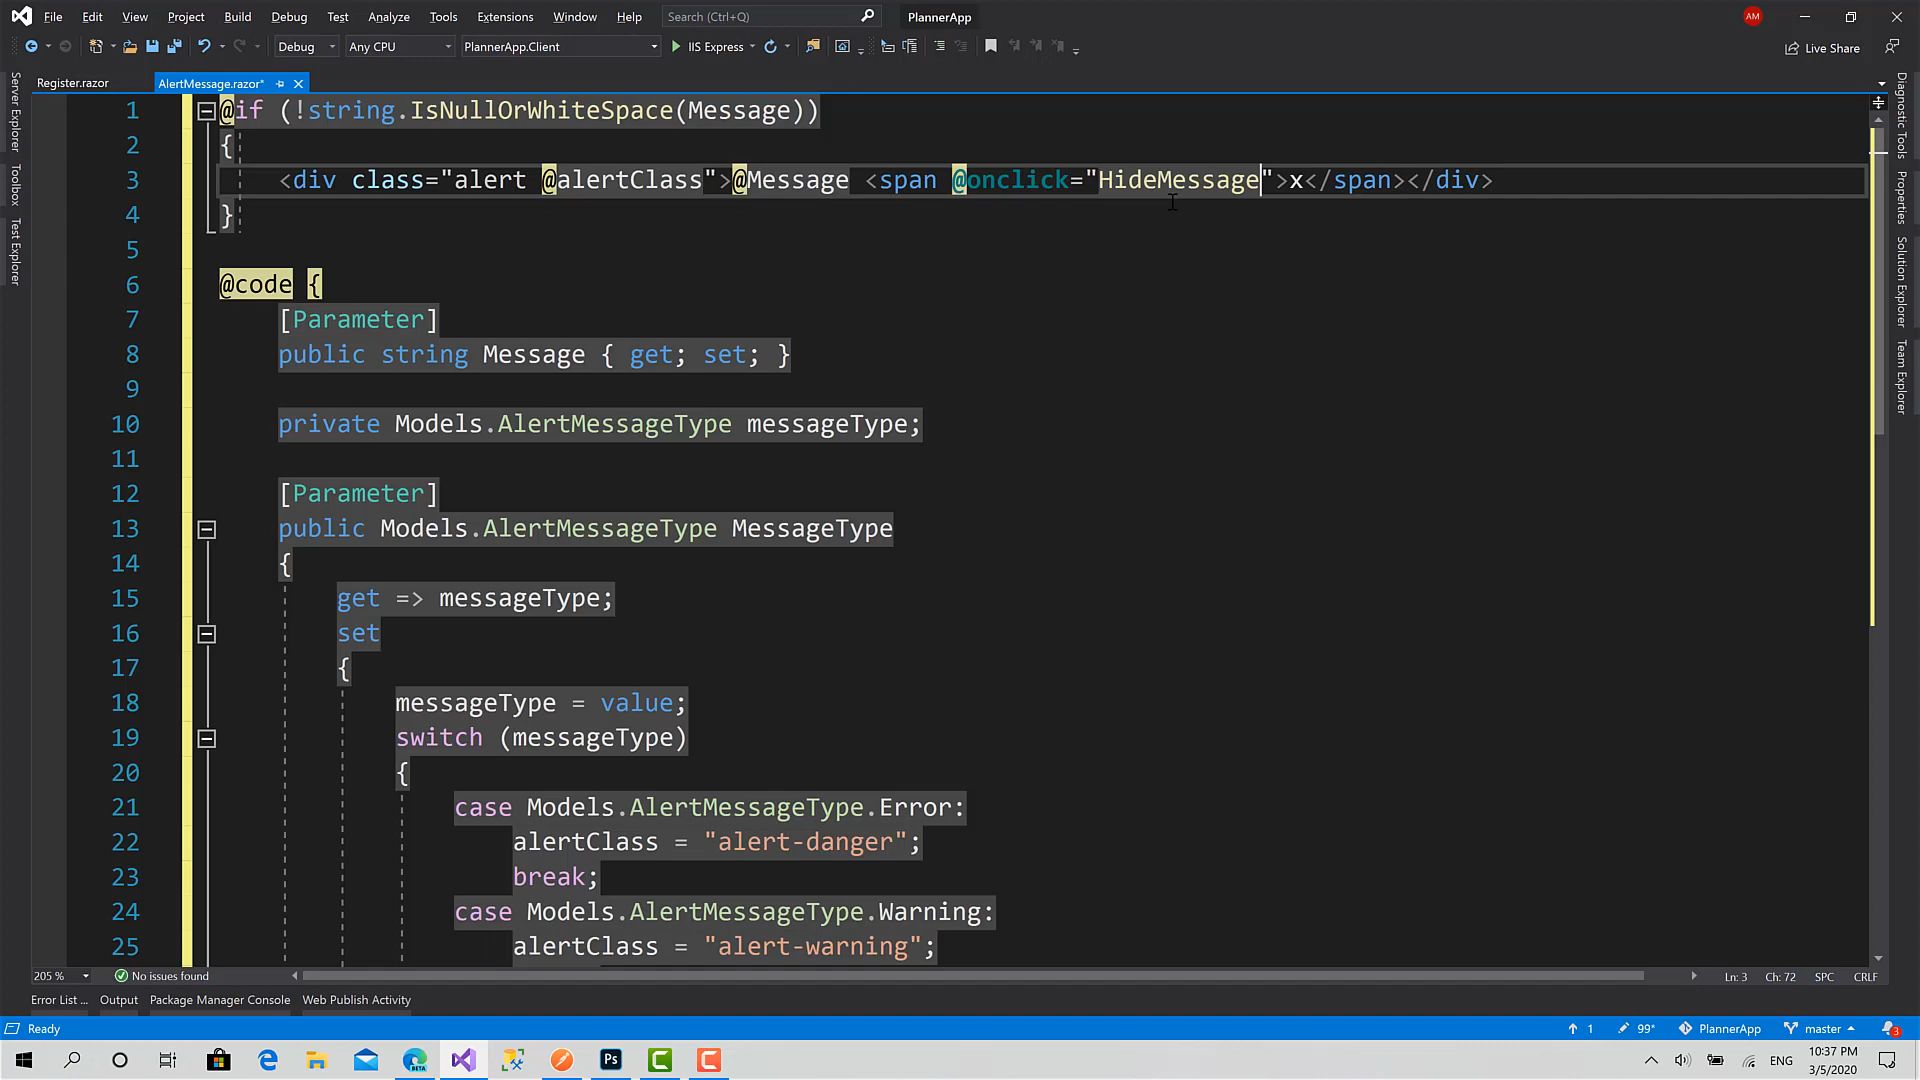 File Edit View Project Build Debug Test Analyze Tools Extensions Window Help Search (Ctrl+Q) PlannerApp AM
Debug Any CPU PlannerApp.Client IIS Express Live Share
Register.razor AlertMessage.razor*
Server Explorer
Toolbox
Test Explorer
1 @if (!string.IsNullOrWhiteSpace(Message))
2 {
3 <div class="alert @alertClass">@Message <span @onclick="HideMessage">x</span></div>
4 }
5
6 @code {
7 [Parameter]
8 public string Message { get; set; }
9
10 private Models.AlertMessageType messageType;
11
12 [Parameter]
13 public Models.AlertMessageType MessageType
14 {
15 get => messageType;
16 set
17 {
18 messageType = value;
19 switch (messageType)
20 {
21 case Models.AlertMessageType.Error:
22 alertClass = "alert-danger";
23 break;
24 case Models.AlertMessageType.Warning:
25 alertClass = "alert-warning";
Diagnostic Tools
Properties
Solution Explorer
Team Explorer
205 % No issues found Ln: 3 Ch: 72 SPC CRLF
Error List ... Output Package Manager Console Web Publish Activity
Ready 1 99* PlannerApp master 3
BETA Ps ENG 10:37 PM
3/5/2020